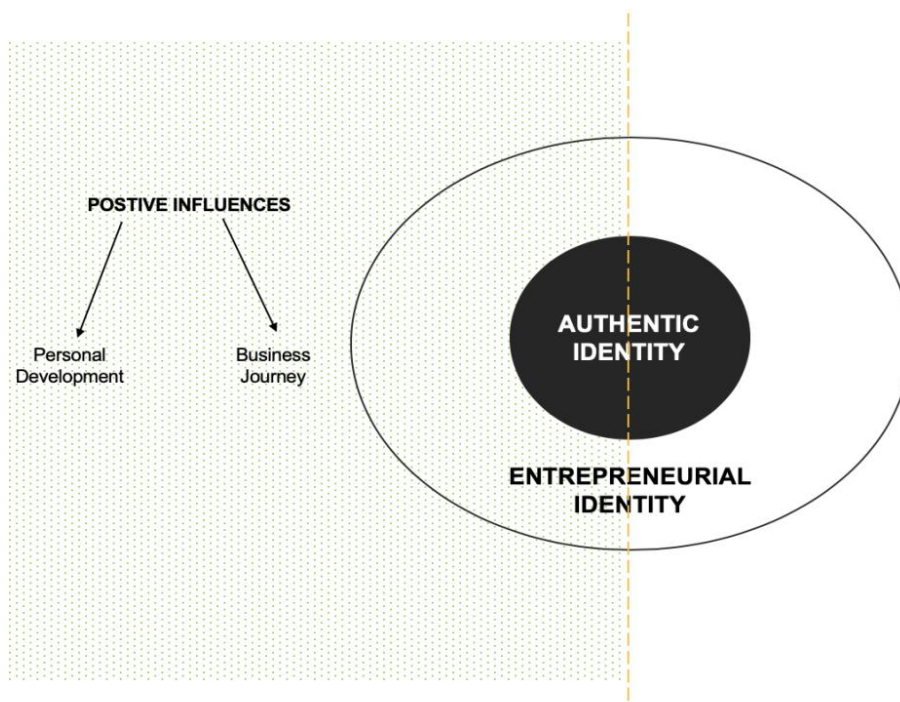 POSTIVE INFLUENCES
Personal
Development
Business
Journey
AUTHENTIC
IDENTITY
ENTREPRENEURIAL
IDENTITY